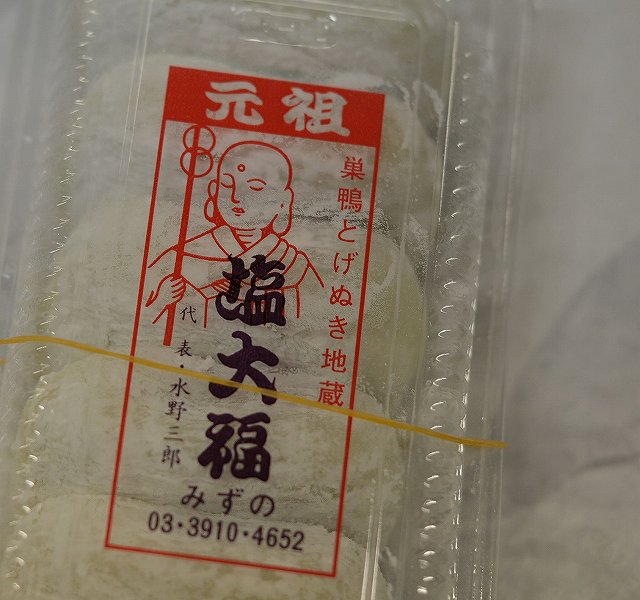 元祖
巣鴨とげぬき地蔵
塩大福
代表・水野三郎
みずの
03・3910・4652